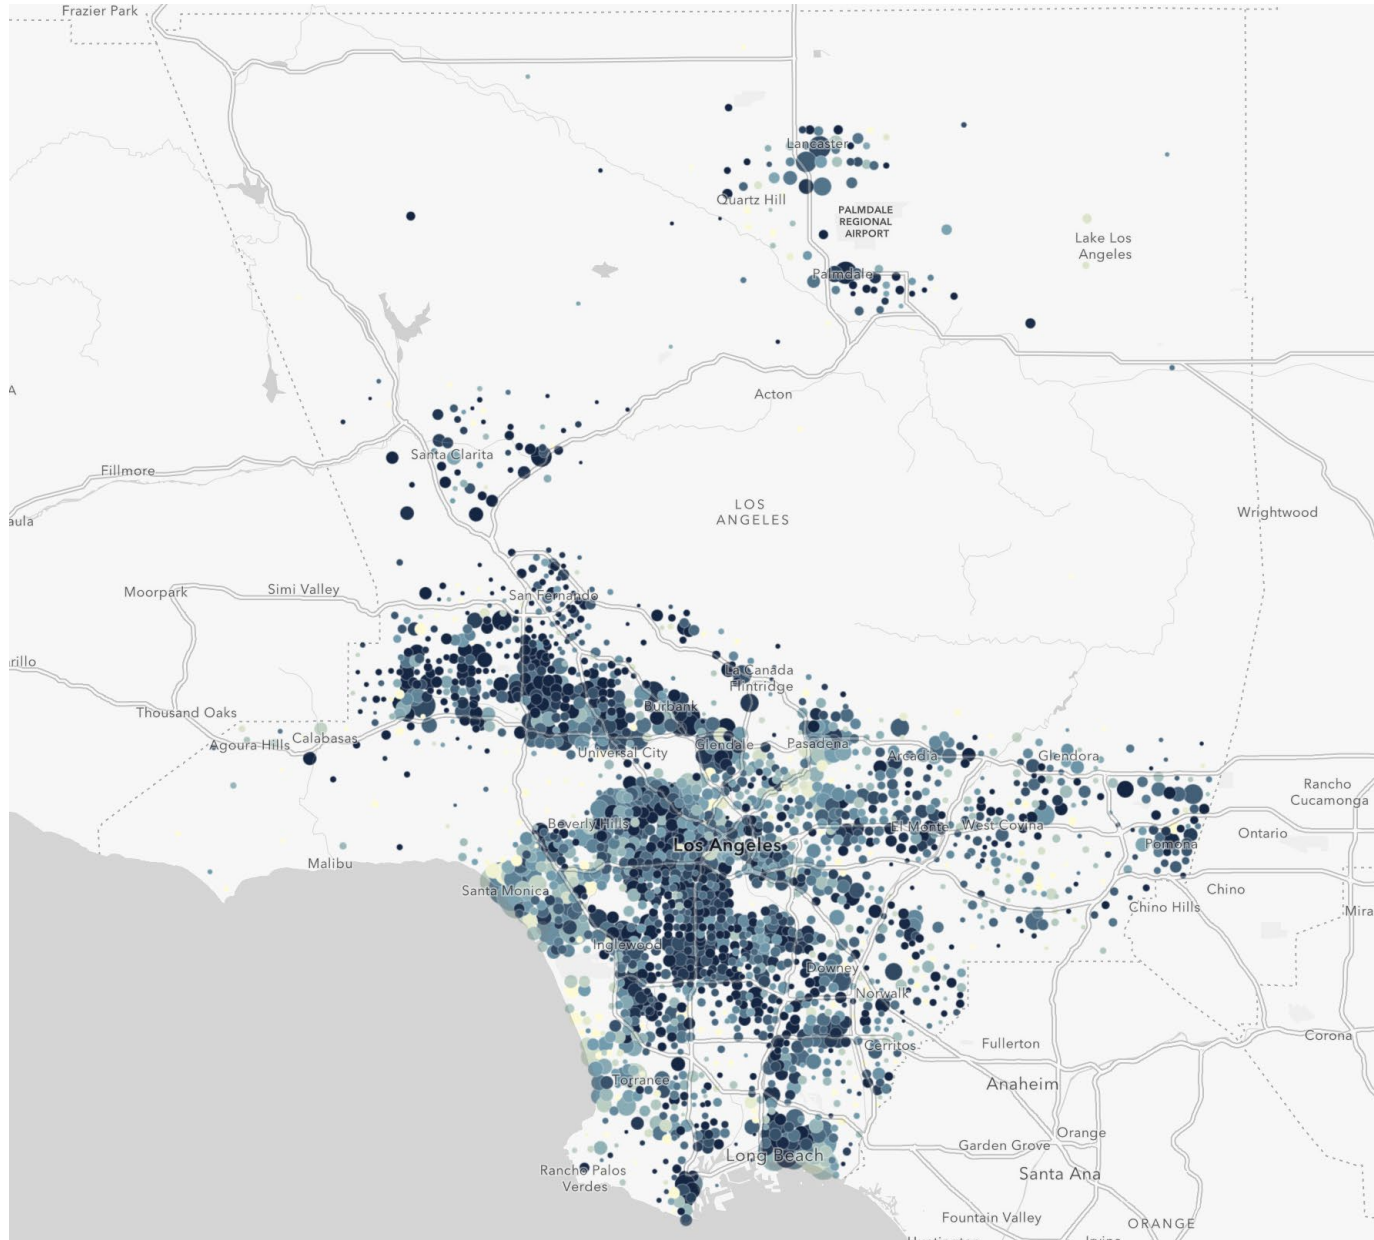 Frazier Park
Lancaster
Quartz Hill
PALMDALE
REGIONAL
AIRPORT
Lake Los
Angeles
Palmdale
A
Acton
Santa Clarita
Fillmore
LOS
ANGELES
Wrightwood
aula
Moorpark
Simi Valley
San Fernando
arillo
La Canada
Flintridge
Thousand Oaks
Burbank
Agoura Hills
Calabasas
Universal City
Glendale
Pasadena
Arcadia
Glendora
Rancho
Cucamonga
Beverly Hills
El Monte
West Covina
Ontario
Los Angeles
Pomona
Malibu
Santa Monica
Chino
Chino Hills
Mira
Inglewood
Downey
Norwalk
Corona
Cerritos
Fullerton
Torrance
Anaheim
Orange
Garden Grove
Long Beach
Rancho Palos
Verdes
Santa Ana
Fountain Valley
ORANGE